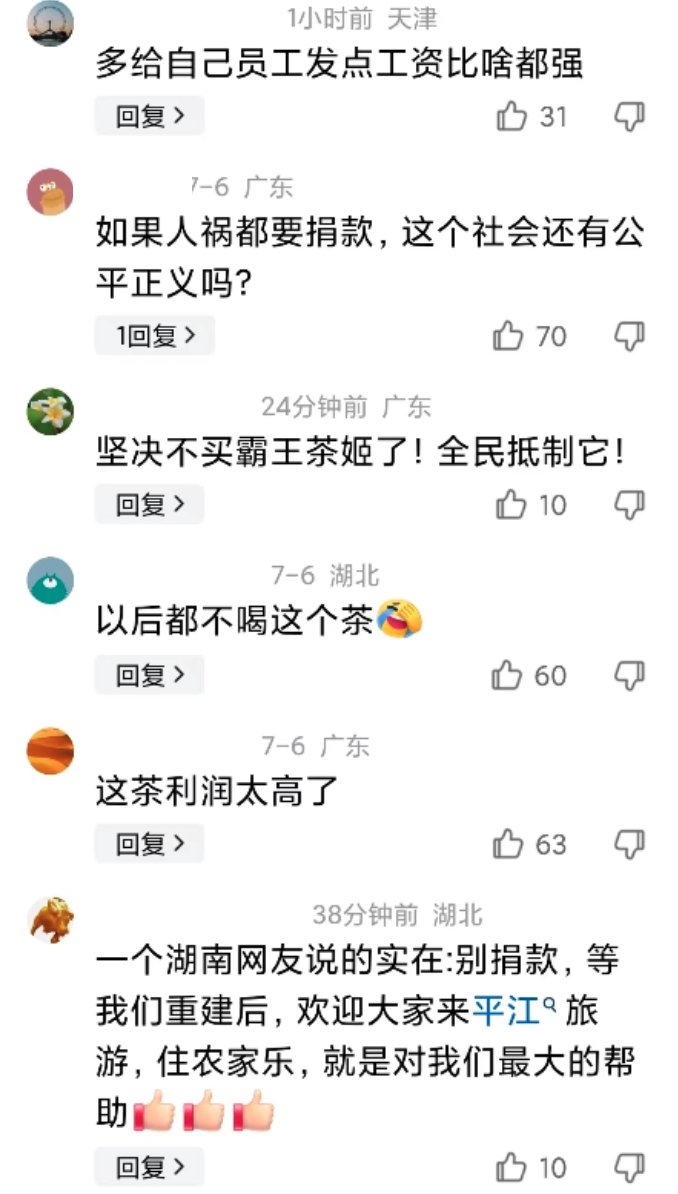 1小时前 天津
多给自己员工发点工资比啥都强
回复 >
31
7-6 广东
如果人祸都要捐款，这个社会还有公
平正义吗？
1回复 >
70
24分钟前 广东
坚决不买霸王茶姬了！全民抵制它！
回复 >
10
7-6 湖北
以后都不喝这个茶🤣
回复 >
60
7-6 广东
这茶利润太高了
回复 >
63
38分钟前 湖北
一个湖南网友说的实在:别捐款，等
我们重建后，欢迎大家来平江旅
游，住农家乐，就是对我们最大的帮
助👍👍👍
回复 >
10